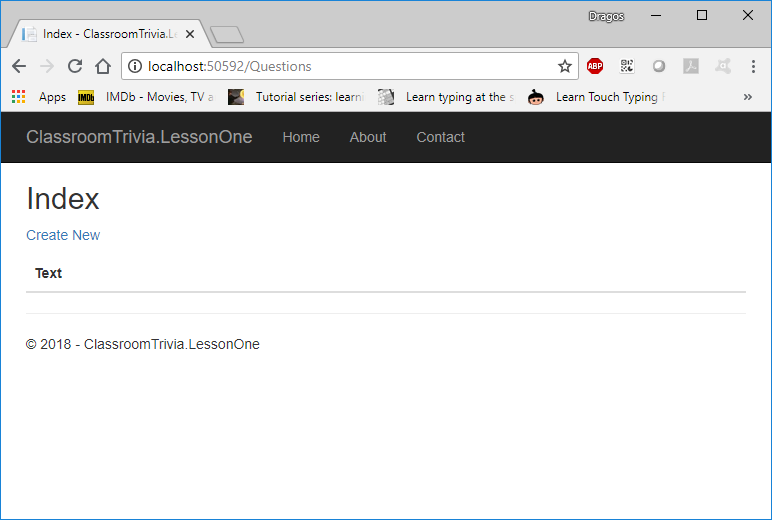 Dragos
Index - ClassroomTrivia.Le
localhost:50592/Questions
ABP
Apps IMDb IMDb - Movies, TV a Tutorial series: learni Learn typing at the s Learn Touch Typing F »
ClassroomTrivia.LessonOne Home About Contact
Index
Create New
Text
© 2018 - ClassroomTrivia.LessonOne